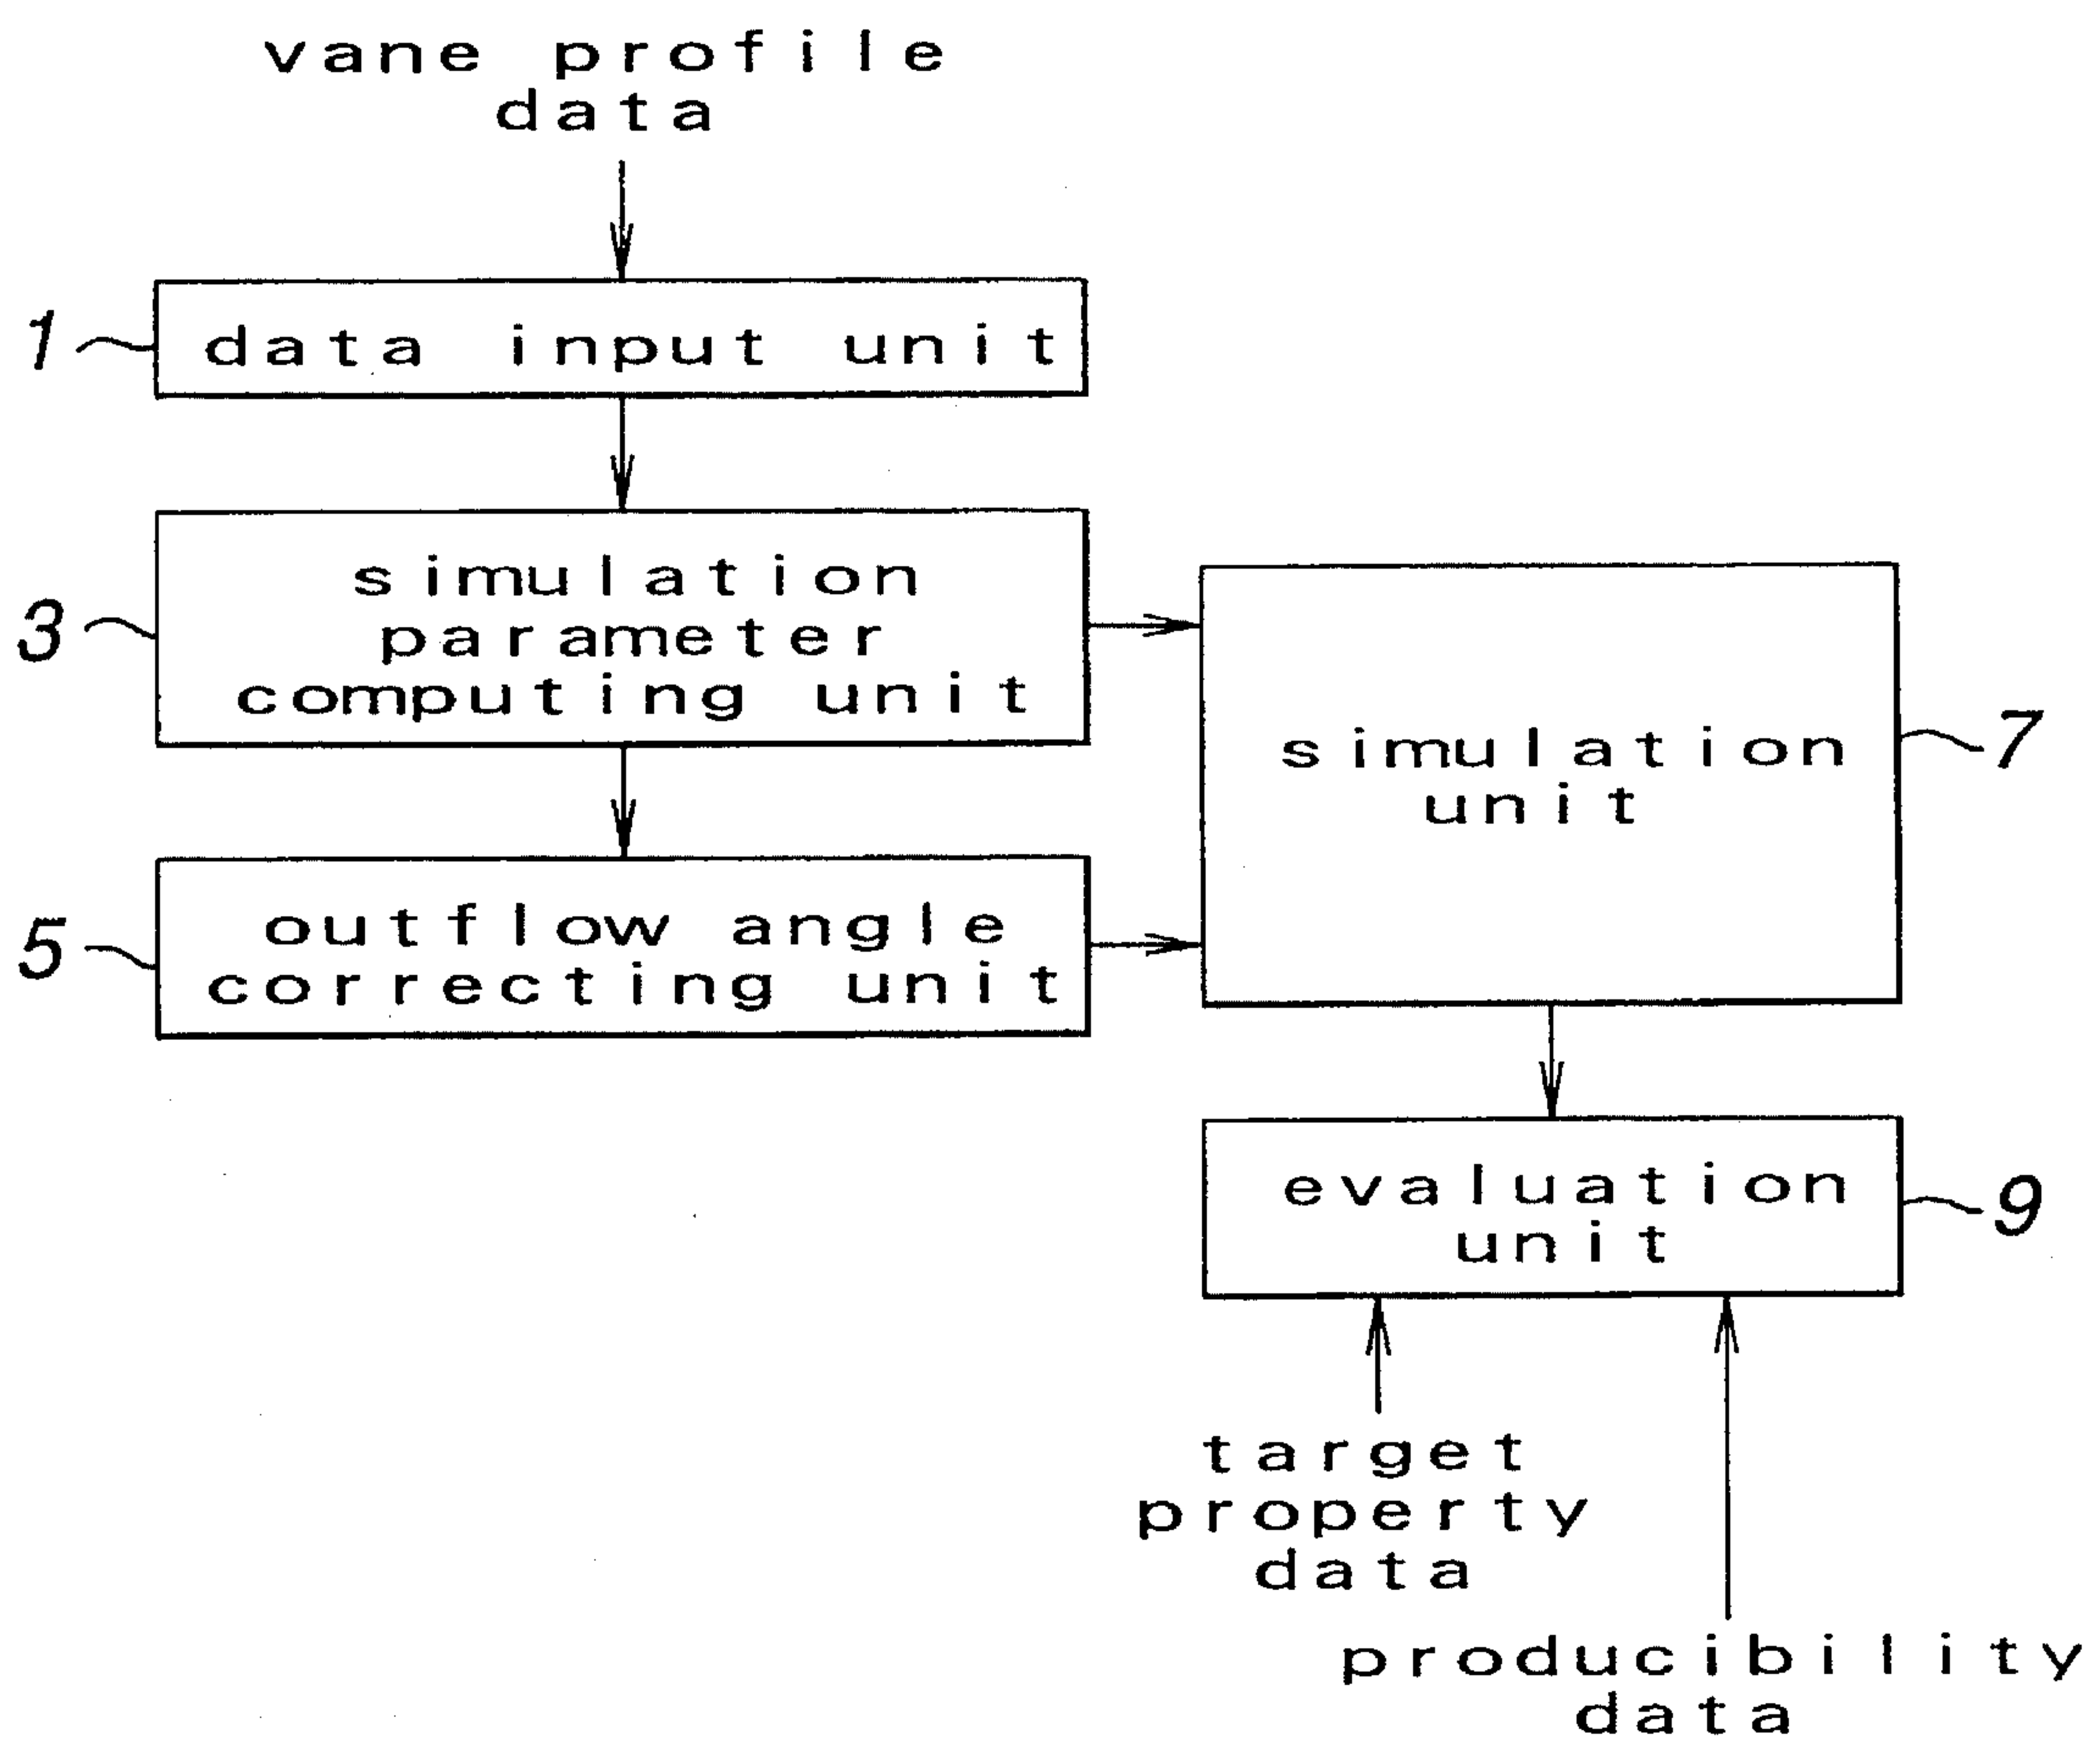 vane profile
data
1
data input unit
3
simulation
parameter
computing unit
5
outflow angle
correcting unit
simulation
unit
7
evaluation
unit
9
target
property
data
producibility
data